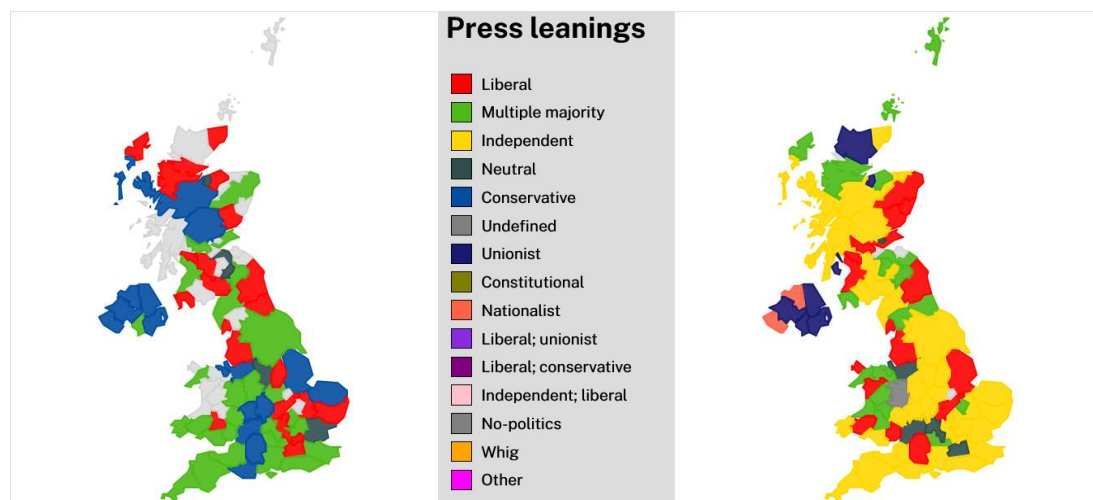 Press leanings
Liberal
Multiple majority
Independent
Neutral
Conservative
Undefined
Unionist
Constitutional
Nationalist
Liberal; unionist
Liberal; conservative
Independent; liberal
No-politics
Whig
Other